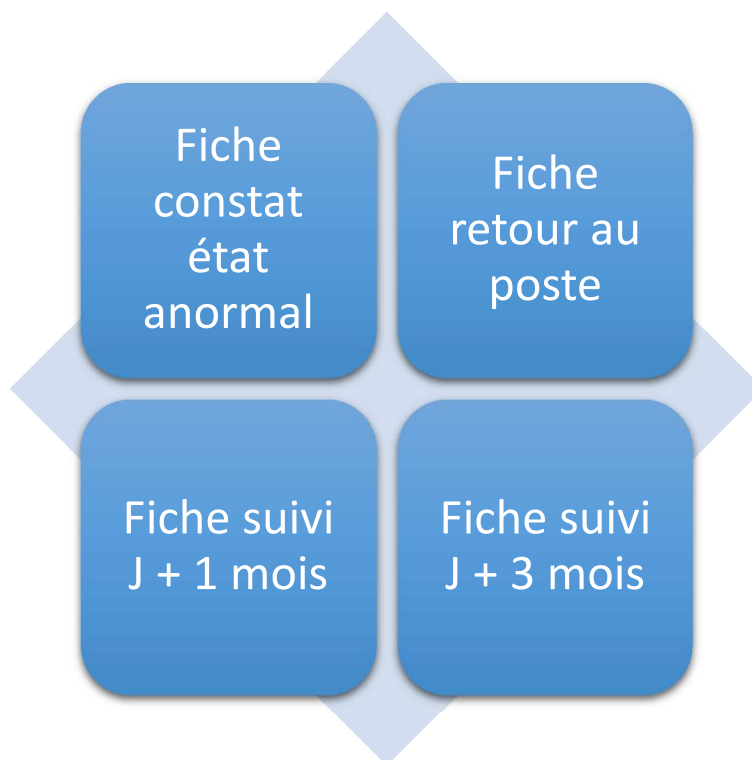 Fiche
constat
état
anormal
Fiche
retour au
poste
Fiche suivi
J + 1 mois
Fiche suivi
J + 3 mois